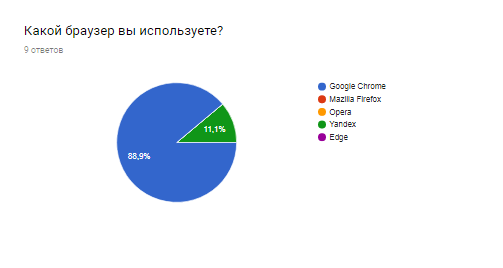 Какой браузер вы используете?
9 ответов
Google Chrome
Mazilla Firefox
Opera
Yandex
Edge
11,1%
88,9%